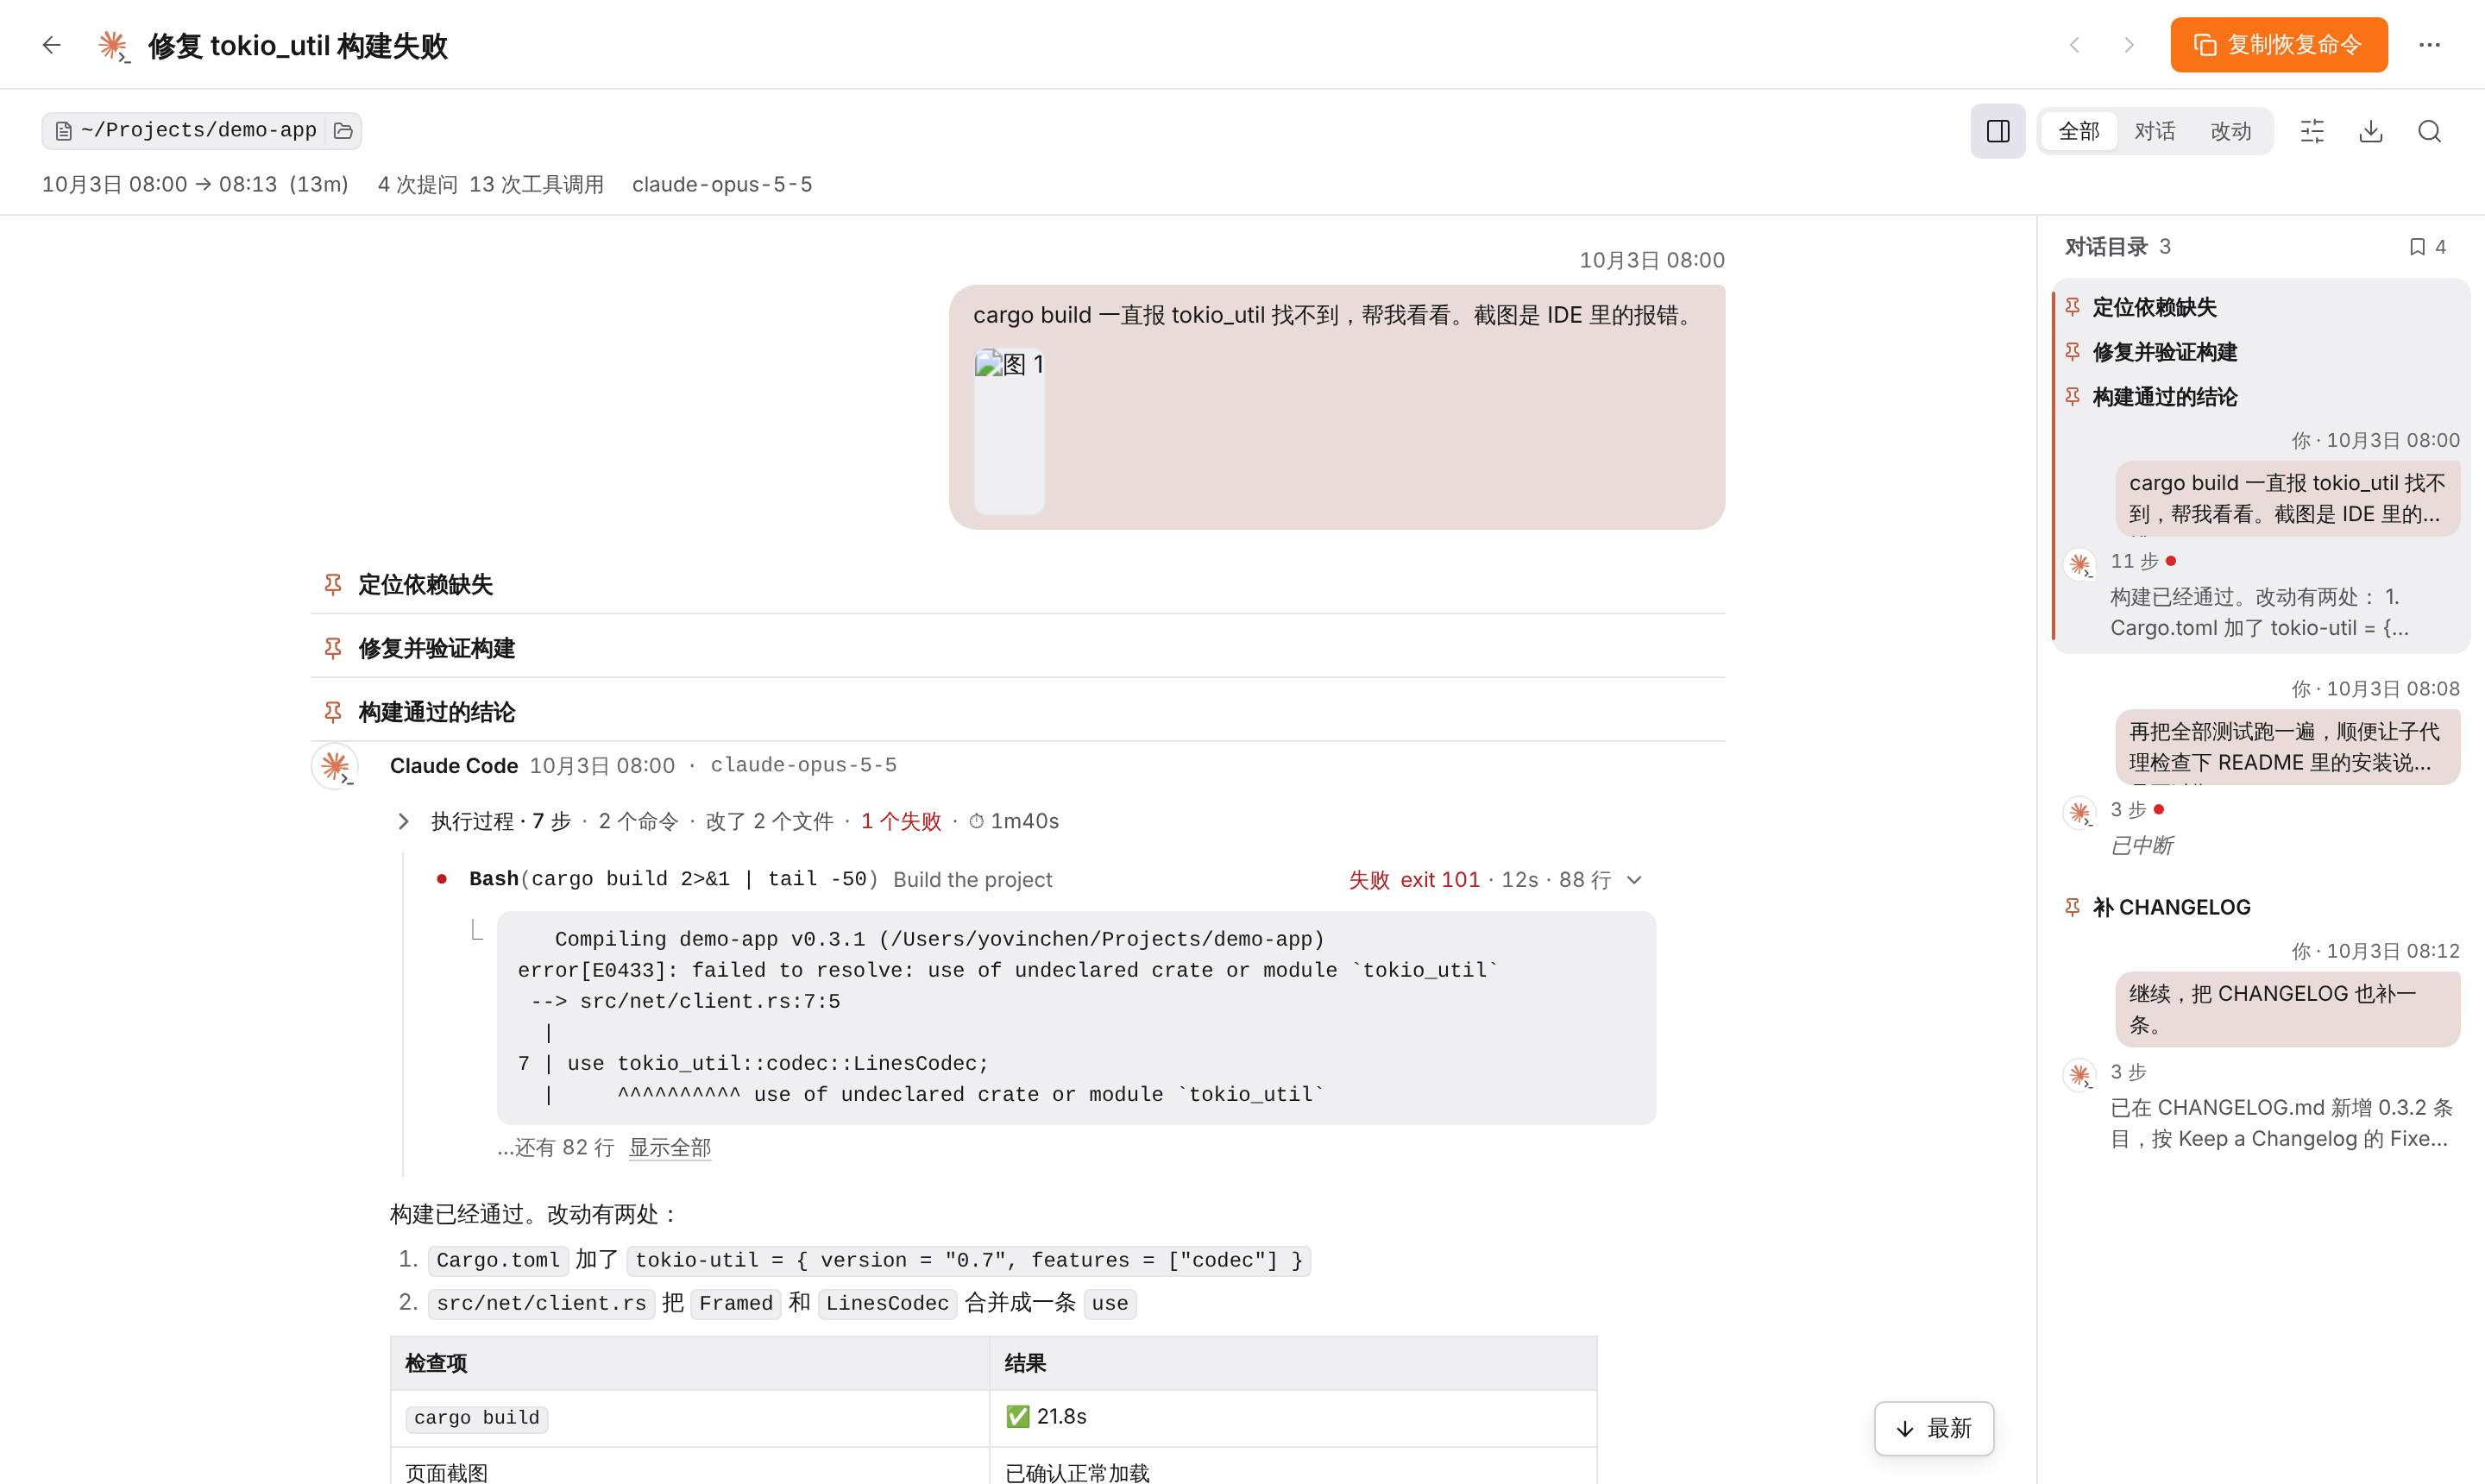 修复 tokio_util 构建失败
复制恢复命令
~/Projects/demo-app
全部 对话 改动
10月3日 08:00 → 08:13 (13m) 4 次提问 13 次工具调用 claude-opus-5-5
10月3日 08:00
cargo build 一直报 tokio_util 找不到，帮我看看。截图是 IDE 里的报错。
图 1
定位依赖缺失
修复并验证构建
构建通过的结论
Claude Code 10月3日 08:00 · claude-opus-5-5
执行过程 · 7 步 · 2 个命令 · 改了 2 个文件 · 1 个失败 · 1m40s
Bash(cargo build 2>&1 | tail -50) Build the project 失败 exit 101 · 12s · 88 行
Compiling demo-app v0.3.1 (/Users/yovinchen/Projects/demo-app)
error[E0433]: failed to resolve: use of undeclared crate or module `tokio_util`
--> src/net/client.rs:7:5
|
7 | use tokio_util::codec::LinesCodec;
| ^^^^^^^^^^ use of undeclared crate or module `tokio_util`
...还有 82 行 显示全部
构建已经通过。改动有两处：
1. Cargo.toml 加了 tokio-util = { version = "0.7", features = ["codec"] }
2. src/net/client.rs 把 Framed 和 LinesCodec 合并成一条 use
检查项 结果
cargo build ✅ 21.8s
页面截图 已确认正常加载
最新
对话目录 3 4
定位依赖缺失
修复并验证构建
构建通过的结论
你 · 10月3日 08:00
cargo build 一直报 tokio_util 找不
到，帮我看看。截图是 IDE 里的...
11 步
构建已经通过。改动有两处： 1.
Cargo.toml 加了 tokio-util = {...
你 · 10月3日 08:08
再把全部测试跑一遍，顺便让子代
理检查下 README 里的安装说...
3 步
已中断
补 CHANGELOG
你 · 10月3日 08:12
继续，把 CHANGELOG 也补一
条。
3 步
已在 CHANGELOG.md 新增 0.3.2 条
目，按 Keep a Changelog 的 Fixe...